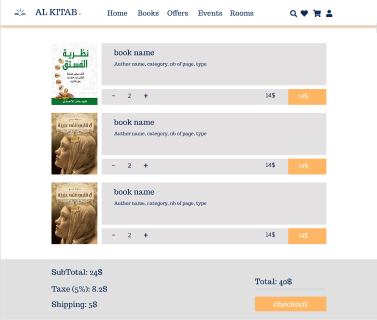 AL KITAB.
Home Books Offers Events Rooms
نظرية
الفستق
book name
Author name, category, nb of page, type
- 2 + 14$ 14$
book name
Author name, category, nb of page, type
- 2 + 14$ 14$
book name
Author name, category, nb of page, type
- 2 + 14$ 14$
SubTotal: 24$
Taxe (5%): 8.2$
Shipping: 5$
Total: 40$
checkout